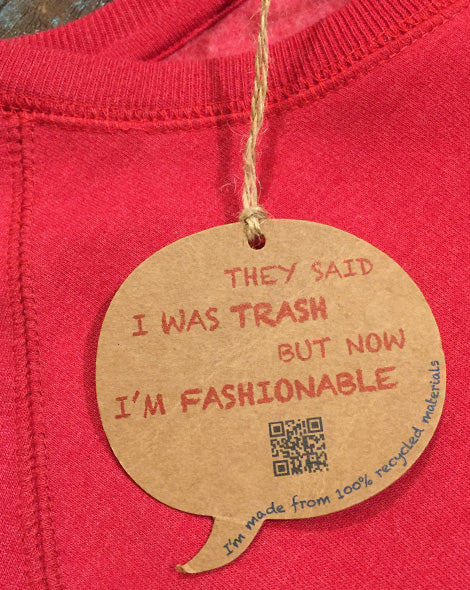 THEY SAID
I WAS TRASH
BUT NOW
I'M FASHIONABLE
I'm made from 100% recycled materials